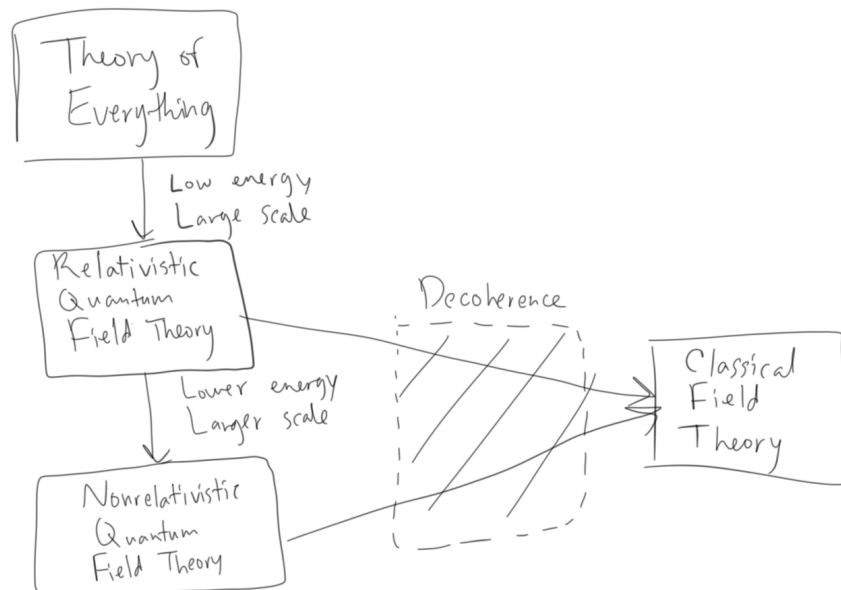 Theory of
Everything
Low energy
Large scale
Relativistic
Quantum
Field Theory
Decoherence
Classical
Field
Theory
Lower energy
Larger scale
Nonrelativistic
Quantum
Field Theory